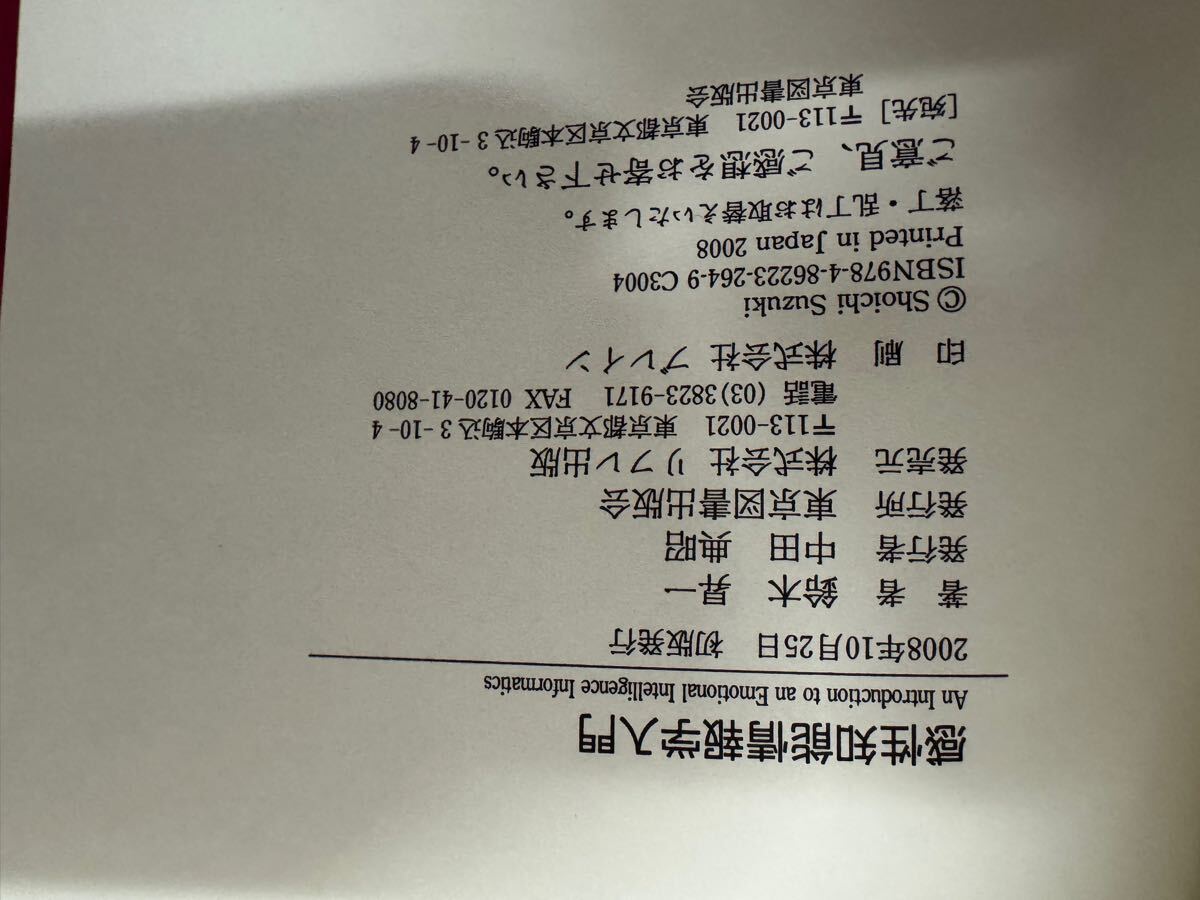 感性知能情報学入門
An Introduction to an Emotional Intelligence Informatics
2008年10月25日 初版発行
著 者 鈴木 昇一
発行者 中田 典昭
発行所 東京図書出版会
発売元 株式会社 リフレ出版
〒113-0021 東京都文京区本駒込 3-10-4
電話 (03)3823-9171 FAX 0120-41-8080
印 刷 株式会社 ブレイン
© Shoichi Suzuki
ISBN978-4-86223-264-9 C3004
Printed in Japan 2008
落丁・乱丁はお取替えいたします。
ご意見、ご感想をお寄せ下さい。
[宛先] 〒113-0021 東京都文京区本駒込 3-10-4
東京図書出版会